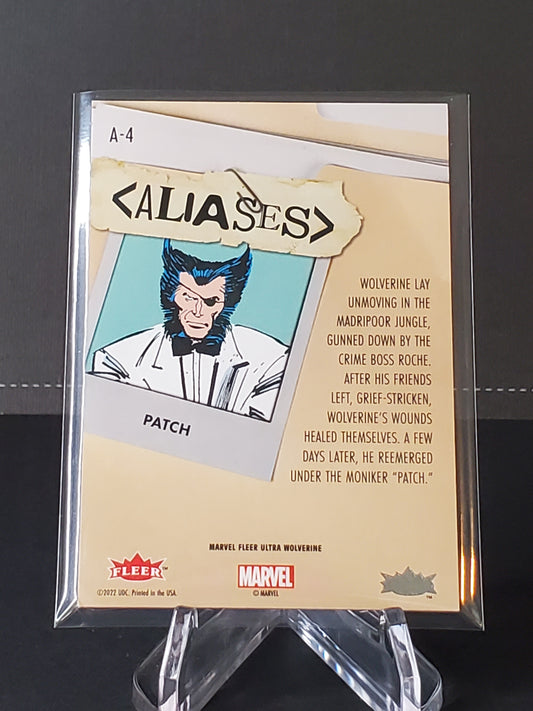 A-4
<ALIASES>
WOLVERINE LAY
UNMOVING IN THE
MADRIPOOR JUNGLE,
GUNNED DOWN BY THE
CRIME BOSS ROCHE.
AFTER HIS FRIENDS
LEFT, GRIEF-STRICKEN,
WOLVERINE'S WOUNDS
HEALED THEMSELVES. A FEW
DAYS LATER, HE REEMERGED
UNDER THE MONIKER "PATCH."
PATCH
MARVEL FLEER ULTRA WOLVERINE
FLEER™
MARVEL
©2022 UDC. Printed in the USA.
© MARVEL
™